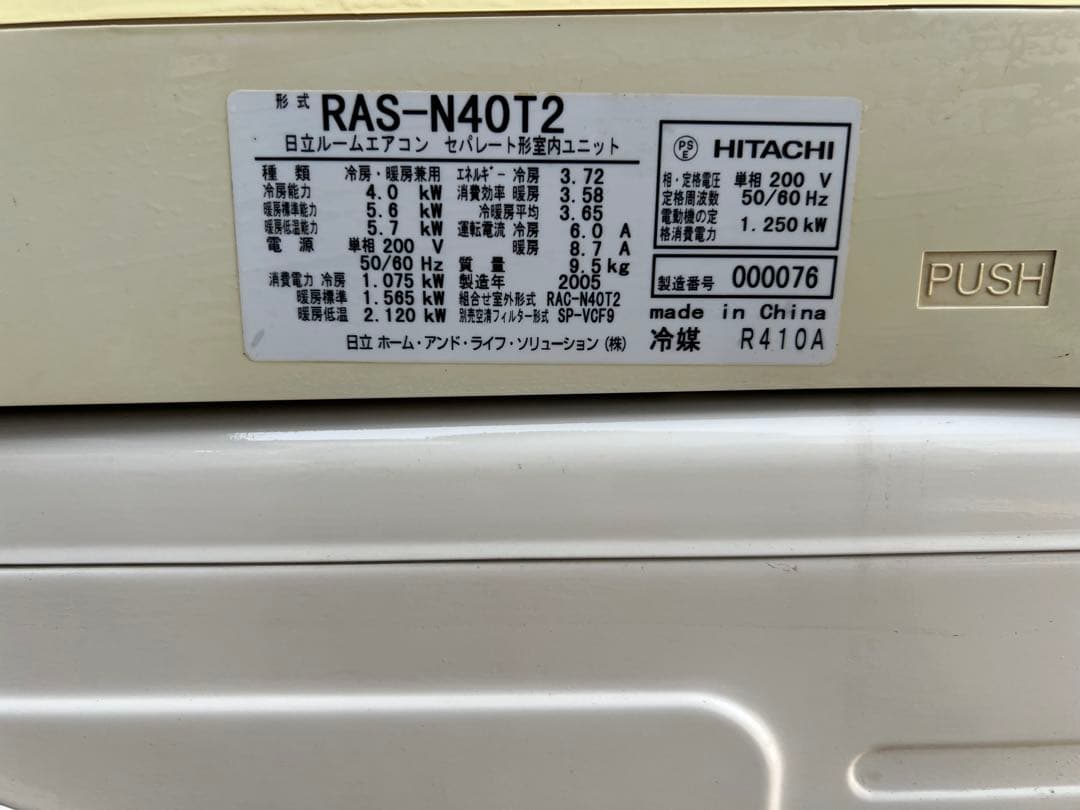 形式 RAS-N40T2
日立ルームエアコン セパレート形室内ユニット
種類 冷房・暖房兼用
冷房能力 4.0 kW
暖房標準能力 5.6 kW
暖房低温能力 5.7 kW
電源 単相 200 V
50/60 Hz
消費電力 冷房 1.075 kW
暖房標準 1.565 kW
暖房低温 2.120 kW
エネルギー 冷房 3.72
消費効率 暖房 3.58
冷暖房平均 3.65
運転電流 冷房 6.0 A
暖房 8.7 A
質量 9.5 kg
製造年 2005
組合せ室外形式 RAC-N40T2
別売空清フィルター形式 SP-VCF9
日立 ホーム・アンド・ライフ・ソリューション (株)
PSE HITACHI
相・定格電圧 単相 200 V
定格周波数 50/60 Hz
電動機の定
格消費電力 1.250 kW
製造番号 000076
made in China
冷媒 R410A
PUSH